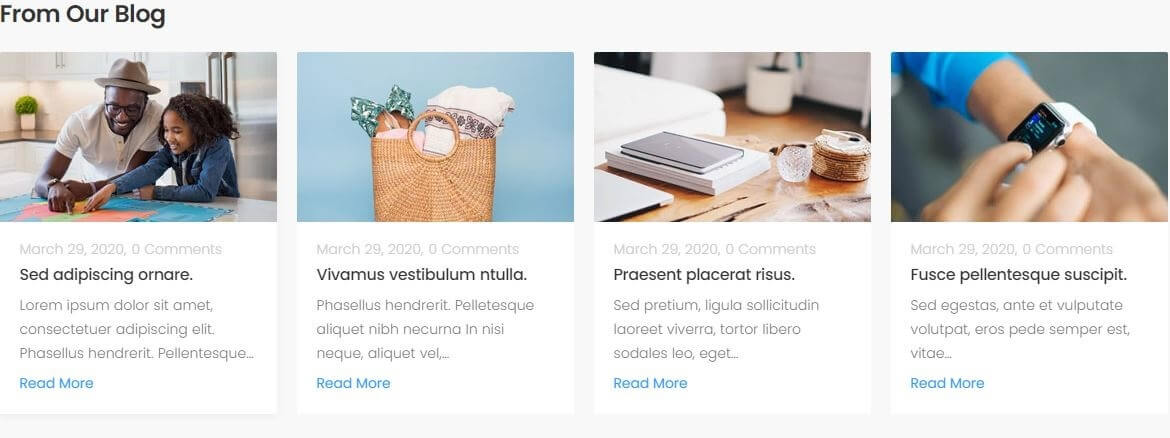 From Our Blog
March 29, 2020, 0 Comments
Sed adipiscing ornare.
Lorem ipsum dolor sit amet,
consectetuer adipiscing elit.
Phasellus hendrerit. Pellentesque...
Read More
March 29, 2020, 0 Comments
Vivamus vestibulum ntulla.
Phasellus hendrerit. Pelletesque
aliquet nibh necurna In nisi
neque, aliquet vel,...
Read More
March 29, 2020, 0 Comments
Praesent placerat risus.
Sed pretium, ligula sollicitudin
laoreet viverra, tortor libero
sodales leo, eget...
Read More
March 29, 2020, 0 Comments
Fusce pellentesque suscipit.
Sed egestas, ante et vulputate
volutpat, eros pede semper est,
vitae...
Read More